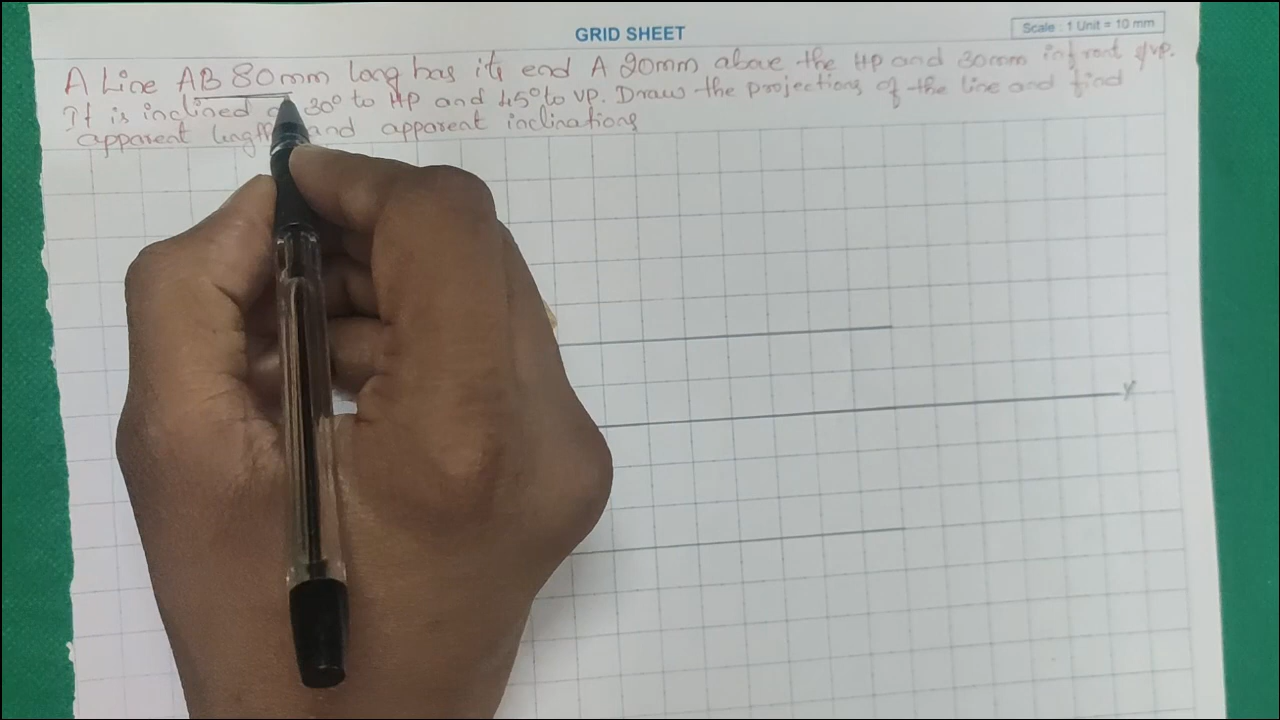 GRID SHEET
Scale : 1 Unit = 10 mm
A Line AB 80mm long has its end A 20mm above the HP and 30mm infront of VP.
It is inclined 30° to HP and 45° to VP. Draw the projections of the line and find
apparent and apparent inclinations
Y